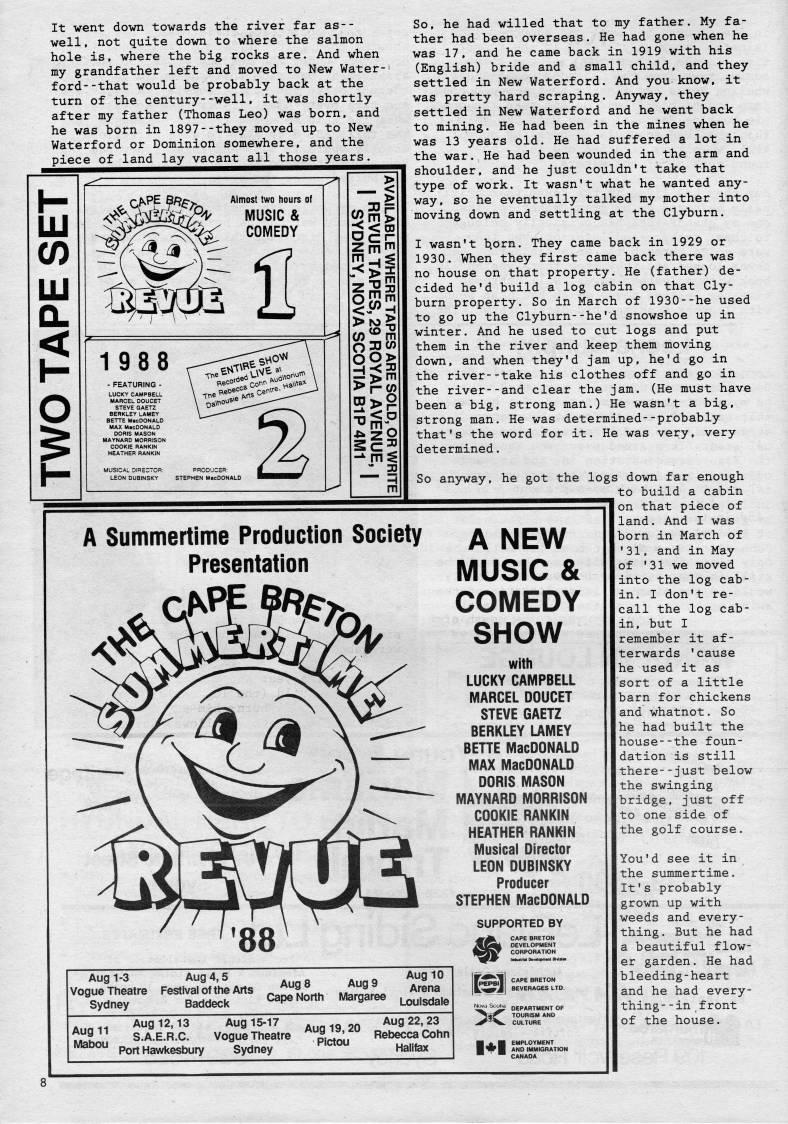 It went down towards the river far as--
well, not quite down to where the salmon
hole is, where the big rocks are. And when
my grandfather left and moved to New Water-
ford--that would be probably back at the
turn of the century--well, it was shortly
after my father (Thomas Leo) was born, and
he was born in 1897--they moved up to New
Waterford or Dominion somewhere, and the
piece of land lay vacant all those years.
So, he had willed that to my father. My fa-
ther had been overseas. He had gone when he
was 17, and he came back in 1919 with his
(English) bride and a small child, and they
settled in New Waterford. And you know, it
was pretty hard scraping. Anyway, they
settled in New Waterford and he went back
to mining. He had been in the mines when he
was 13 years old. He had suffered a lot in
the war. He had been wounded in the arm and
shoulder, and he just couldn't take that
type of work. It wasn't what he wanted any-
way, so he eventually talked my mother into
moving down and settling at the Clyburn.
I wasn't born. They came back in 1929 or
1930. When they first came back there was
no house on that property. He (father) de-
cided he'd build a log cabin on that Cly-
burn property. So in March of 1930--he used
to go up the Clyburn--he'd snowshoe up in
winter. And he used to cut logs and put
them in the river and keep them moving
down, and when they'd jam up, he'd go in
the river--take his clothes off and go in
the river--and clear the jam. (He must have
been a big, strong man.) He wasn't a big,
strong man. He was determined--probably
that's the word for it. He was very, very
determined.
So anyway, he got the logs down far enough
to build a cabin
on that piece of
land. And I was
born in March of
'31, and in May
of '31 we moved
into the log cab-
in. I don't re-
call the log cab-
in, but I
remember it af-
terwards 'cause
he used it as
sort of a little
barn for chickens
and whatnot. So
he had built the
house--the foun-
dation is still
there--just below
the swinging
bridge, just off
to one side of
the golf course.
You'd see it in
the summertime.
It's probably
grown up with
weeds and every-
thing. But he had
a beautiful flow-
er garden. He had
bleeding-heart
and he had every-
thing--in front
of the house.
TWO TAPE SET
THE CAPE BRETON
SUMMERTIME
REVUE
Almost two hours of
MUSIC &
COMEDY
1
1988
- FEATURING -
LUCKY CAMPBELL
MARCEL DOUCET
STEVE GAETZ
BERKLEY LAMEY
BETTE MacDONALD
MAX MacDONALD
DORIS MASON
MAYNARD MORRISON
COOKIE RANKIN
HEATHER RANKIN
MUSICAL DIRECTOR:
LEON DUBINSKY
PRODUCER:
STEPHEN MacDONALD
The ENTIRE SHOW
Recorded LIVE at
The Rebecca Cohn Auditorium
Dalhousie Arts Centre, Halifax
2
AVAILABLE WHERE TAPES ARE SOLD, OR WRITE
REVUE TAPES, 29 ROYAL AVENUE,
SYDNEY, NOVA SCOTIA B1P 4M1
A Summertime Production Society
Presentation
THE CAPE BRETON
SUMMERTIME
REVUE
'88
A NEW
MUSIC &
COMEDY
SHOW
with
LUCKY CAMPBELL
MARCEL DOUCET
STEVE GAETZ
BERKLEY LAMEY
BETTE MacDONALD
MAX MacDONALD
DORIS MASON
MAYNARD MORRISON
COOKIE RANKIN
HEATHER RANKIN
Musical Director
LEON DUBINSKY
Producer
STEPHEN MacDONALD
SUPPORTED BY
CAPE BRETON
DEVELOPMENT
CORPORATION
Industrial Development Division
PEPSI
CAPE BRETON
BEVERAGES LTD.
Nova Scotia
DEPARTMENT OF
TOURISM AND
CULTURE
EMPLOYMENT
AND IMMIGRATION
CANADA
Aug 1-3
Vogue Theatre
Sydney
Aug 4, 5
Festival of the Arts
Baddeck
Aug 8
Cape North
Aug 9
Margaree
Aug 10
Arena
Louisdale
Aug 11
Mabou
Aug 12, 13
S.A.E.R.C.
Port Hawkesbury
Aug 15-17
Vogue Theatre
Sydney
Aug 19, 20
Pictou
Aug 22, 23
Rebecca Cohn
Halifax
8